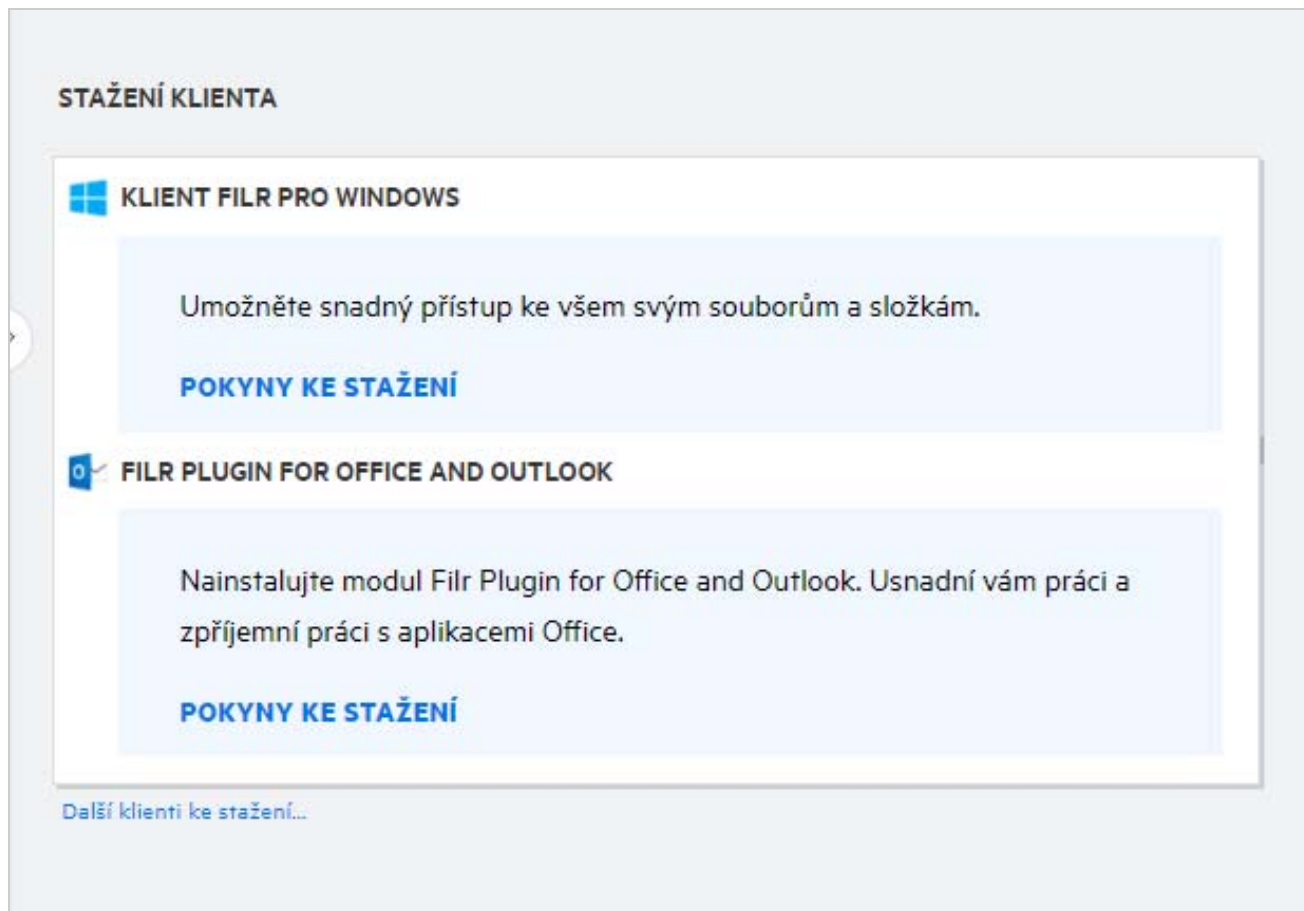 STAŽENÍ KLIENTA
KLIENT FILR PRO WINDOWS
Umožněte snadný přístup ke všem svým souborům a složkám.
POKYNY KE STAŽENÍ
FILR PLUGIN FOR OFFICE AND OUTLOOK
Nainstalujte modul Filr Plugin for Office and Outlook. Usnadní vám práci a
zpříjemní práci s aplikacemi Office.
POKYNY KE STAŽENÍ
Další klienti ke stažení...